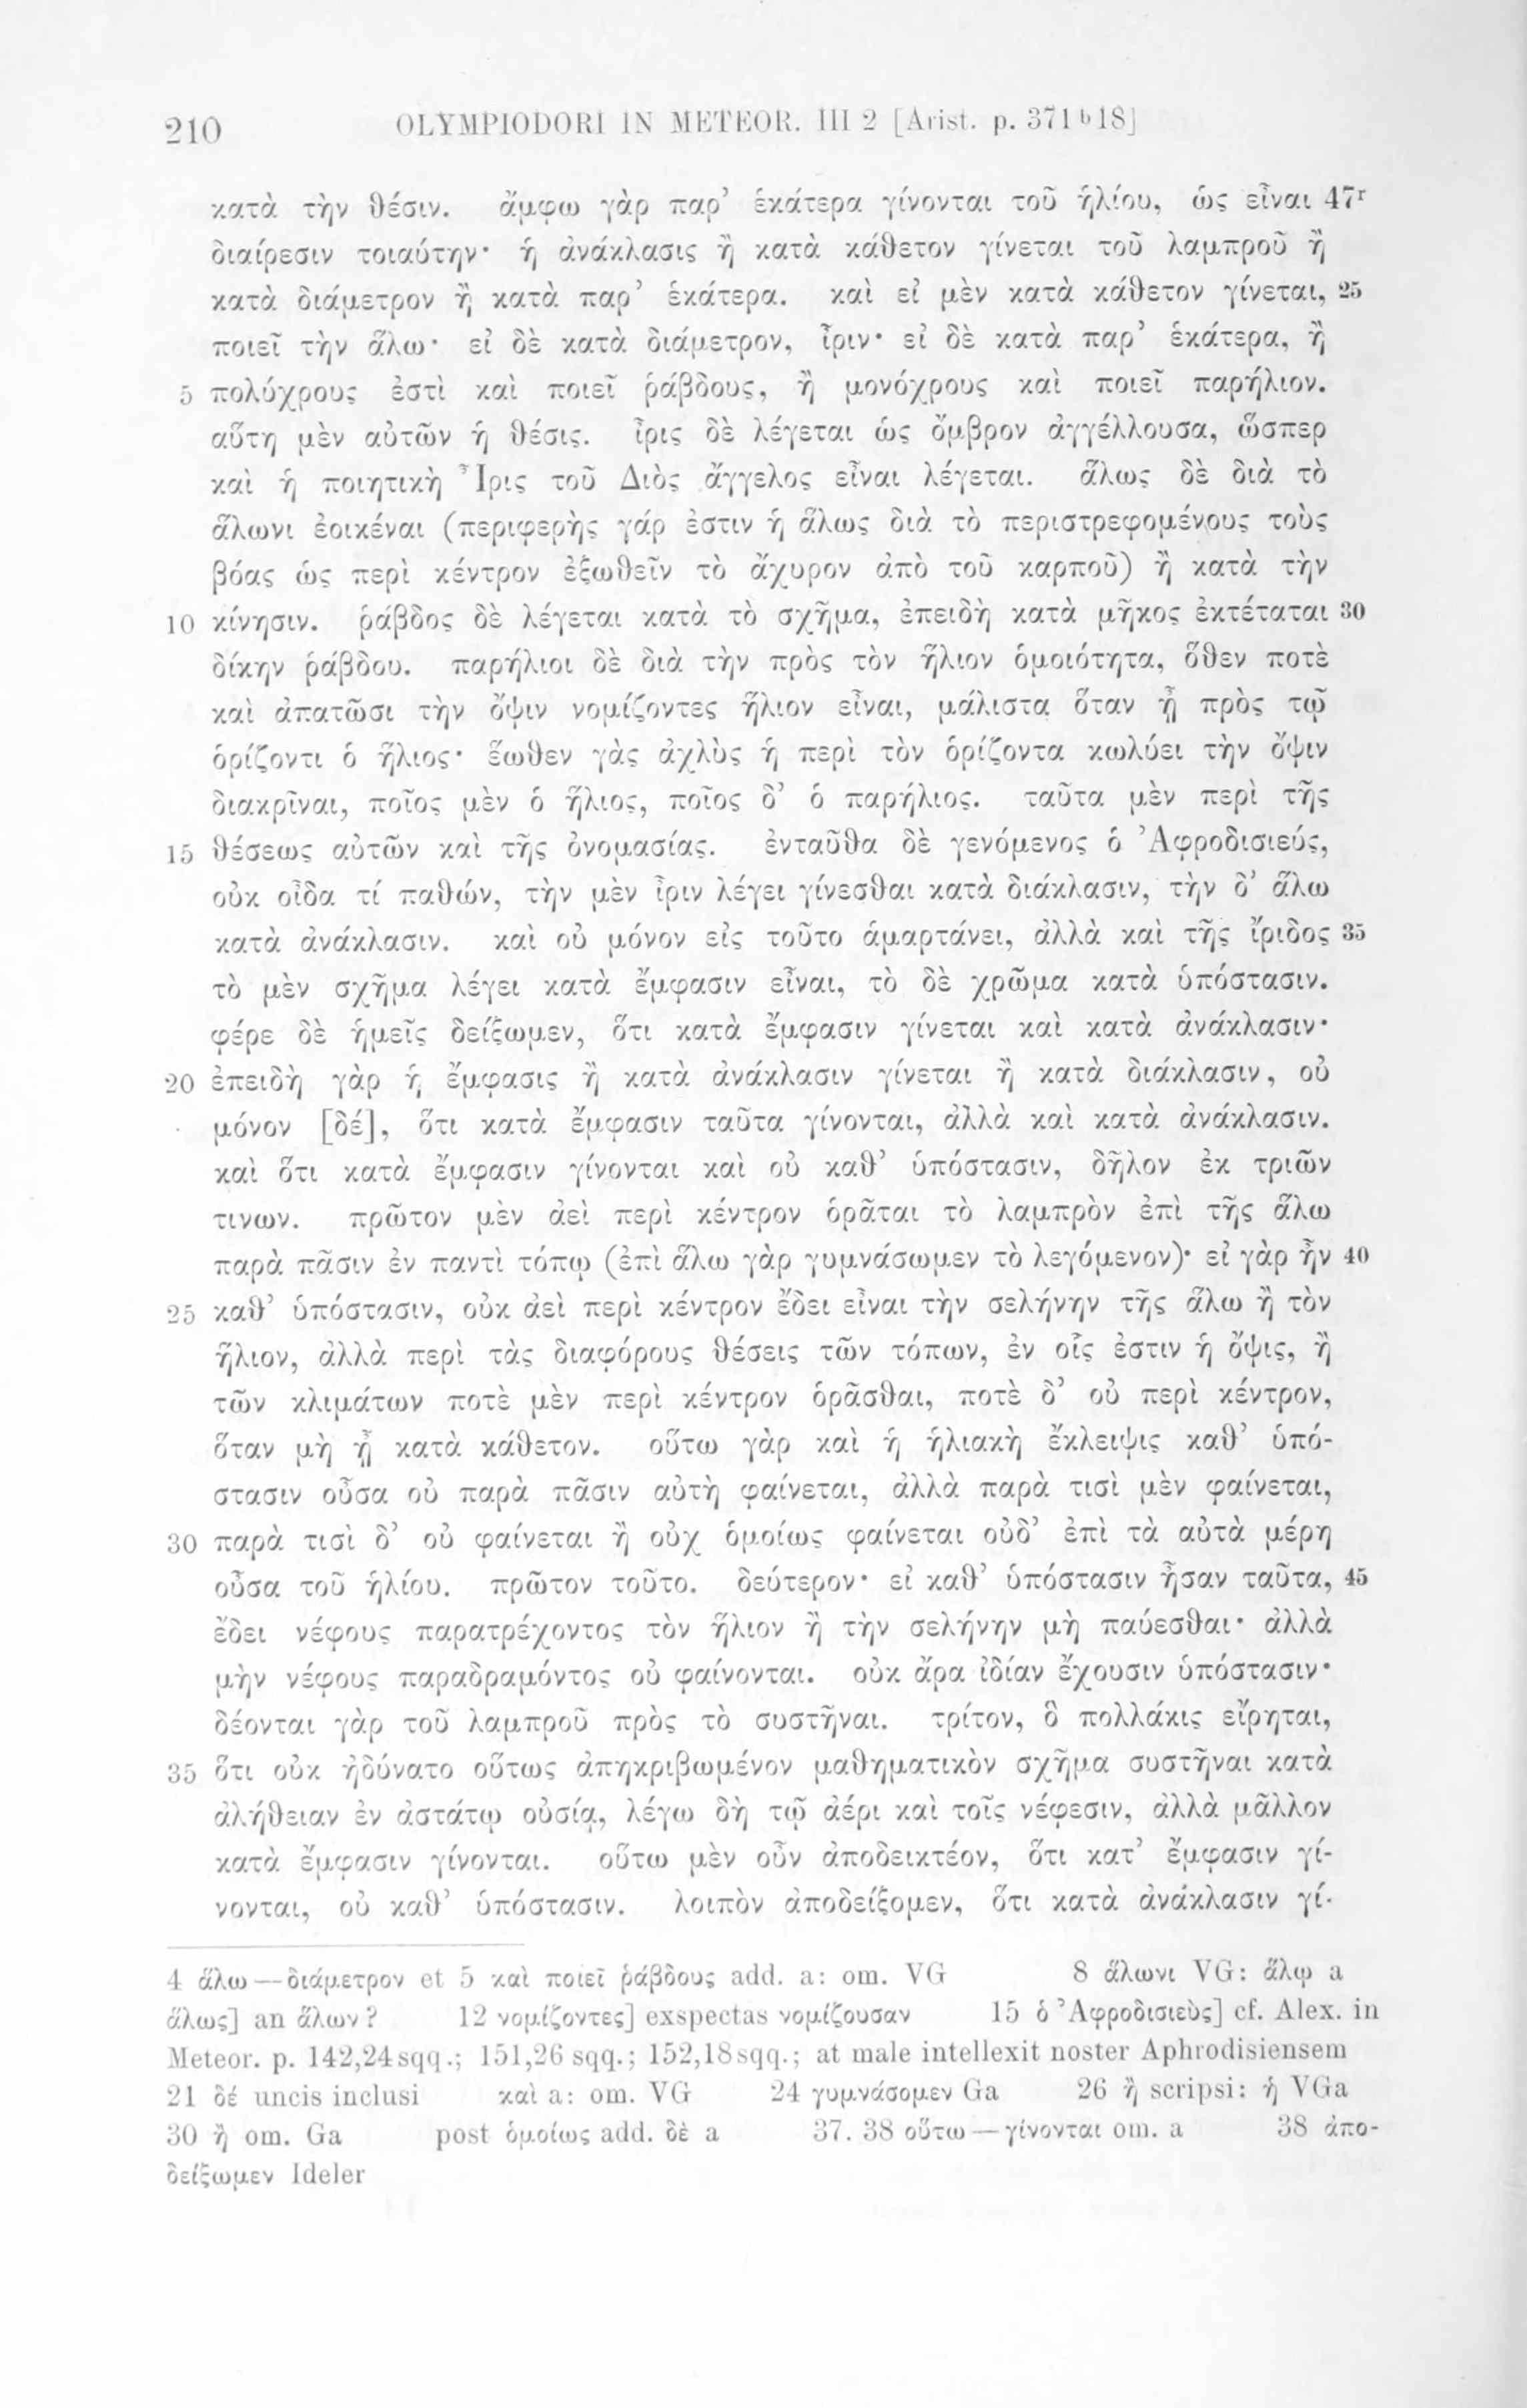 210 OLYMPIODORI IN METEOR. III 2 [Arist. p. 371 b 18]
κατὰ τὴν θέσιν. ἄμφω γὰρ παρ’ ἑκάτερα γίνονται τοῦ ἡλίου, ὡς εἶναι 47r
διαίρεσιν τοιαύτην· ἡ ἀνάκλασις ἢ κατὰ κάθετον γίνεται τοῦ λαμπροῦ ἢ
κατὰ διάμετρον ἢ κατὰ παρ’ ἑκάτερα. καὶ εἰ μὲν κατὰ κάθετον γίνεται, 25
ποιεῖ τὴν ἅλω· εἰ δὲ κατὰ διάμετρον, ἶριν· εἰ δὲ κατὰ παρ’ ἑκάτερα, ἢ
5 πολύχρους ἐστὶ καὶ ποιεῖ ῥάβδους, ἢ μονόχρους καὶ ποιεῖ παρήλιον.
αὕτη μὲν αὐτῶν ἡ θέσις. ἶρις δὲ λέγεται ὡς ὄμβρον ἀγγέλλουσα, ὥσπερ
καὶ ἡ ποιητικὴ Ἶρις τοῦ Διὸς ἄγγελος εἶναι λέγεται. ἅλως δὲ διὰ τὸ
ἅλωνι ἐοικέναι (περιφερὴς γάρ ἐστιν ἡ ἅλως διὰ τὸ περιστρεφομένους τοὺς
βόας ὡς περὶ κέντρον ἐξωθεῖν τὸ ἄχυρον ἀπὸ τοῦ καρποῦ) ἢ κατὰ τὴν
10 κίνησιν. ῥάβδος δὲ λέγεται κατὰ τὸ σχῆμα, ἐπειδὴ κατὰ μῆκος ἐκτέταται 30
δίκην ῥάβδου. παρήλιοι δὲ διὰ τὴν πρὸς τὸν ἥλιον ὁμοιότητα, ὅθεν ποτὲ
καὶ ἀπατῶσι τὴν ὄψιν νομίζοντες ἥλιον εἶναι, μάλιστα ὅταν ᾖ πρὸς τῷ
ὁρίζοντι ὁ ἥλιος· ἕωθεν γὰς ἀχλὺς ἡ περὶ τὸν ὁρίζοντα κωλύει τὴν ὄψιν
διακρῖναι, ποῖος μὲν ὁ ἥλιος, ποῖος δ’ ὁ παρήλιος. ταῦτα μὲν περὶ τῆς
15 θέσεως αὐτῶν καὶ τῆς ὀνομασίας. ἐνταῦθα δὲ γενόμενος ὁ Ἀφροδισιεύς,
οὐκ οἶδα τί παθών, τὴν μὲν ἶριν λέγει γίνεσθαι κατὰ διάκλασιν, τὴν δ’ ἅλω
κατὰ ἀνάκλασιν. καὶ οὐ μόνον εἰς τοῦτο ἁμαρτάνει, ἀλλὰ καὶ τῆς ἴριδος 35
τὸ μὲν σχῆμα λέγει κατὰ ἔμφασιν εἶναι, τὸ δὲ χρῶμα κατὰ ὑπόστασιν.
φέρε δὲ ἡμεῖς δείξωμεν, ὅτι κατὰ ἔμφασιν γίνεται καὶ κατὰ ἀνάκλασιν·
20 ἐπειδὴ γὰρ ἡ ἔμφασις ἢ κατὰ ἀνάκλασιν γίνεται ἢ κατὰ διάκλασιν, οὐ
μόνον [δέ], ὅτι κατὰ ἔμφασιν ταῦτα γίνονται, ἀλλὰ καὶ κατὰ ἀνάκλασιν.
καὶ ὅτι κατὰ ἔμφασιν γίνονται καὶ οὐ καθ’ ὑπόστασιν, δῆλον ἐκ τριῶν
τινων. πρῶτον μὲν ἀεὶ περὶ κέντρον ὁρᾶται τὸ λαμπρὸν ἐπὶ τῆς ἅλω
παρὰ πᾶσιν ἐν παντὶ τόπῳ (ἐπὶ ἅλω γὰρ γυμνάσωμεν τὸ λεγόμενον)· εἰ γὰρ ἦν 40
25 καθ’ ὑπόστασιν, οὐκ ἀεὶ περὶ κέντρον ἔδει εἶναι τὴν σελήνην τῆς ἅλω ἢ τὸν
ἥλιον, ἀλλὰ περὶ τὰς διαφόρους θέσεις τῶν τόπων, ἐν οἷς ἐστιν ἡ ὄψις, ἢ
τῶν κλιμάτων ποτὲ μὲν περὶ κέντρον ὁρᾶσθαι, ποτὲ δ’ οὐ περὶ κέντρον,
ὅταν μὴ ᾖ κατὰ κάθετον. οὕτω γὰρ καὶ ἡ ἡλιακὴ ἔκλειψις καθ’ ὑπό-
στασιν οὖσα οὐ παρὰ πᾶσιν αὐτὴ φαίνεται, ἀλλὰ παρὰ τισὶ μὲν φαίνεται,
30 παρὰ τισὶ δ’ οὐ φαίνεται ἢ οὐχ ὁμοίως φαίνεται οὐδ’ ἐπὶ τὰ αὐτὰ μέρη
οὖσα τοῦ ἡλίου. πρῶτον τοῦτο. δεύτερον· εἰ καθ’ ὑπόστασιν ἦσαν ταῦτα, 45
ἔδει νέφους παρατρέχοντος τὸν ἥλιον ἢ τὴν σελήνην μὴ παύεσθαι· ἀλλὰ
μὴν νέφους παραδραμόντος οὐ φαίνονται. οὐκ ἄρα ἰδίαν ἔχουσιν ὑπόστασιν·
δέονται γὰρ τοῦ λαμπροῦ πρὸς τὸ συστῆναι. τρίτον, ὃ πολλάκις εἴρηται,
35 ὅτι οὐκ ἠδύνατο οὕτως ἀπηκριβωμένον μαθηματικὸν σχῆμα συστῆναι κατὰ
ἀλήθειαν ἐν ἀστάτῳ οὐσίᾳ, λέγω δὴ τῷ ἀέρι καὶ τοῖς νέφεσιν, ἀλλὰ μᾶλλον
κατὰ ἔμφασιν γίνονται. οὕτω μὲν οὖν ἀποδεικτέον, ὅτι κατ’ ἔμφασιν γί-
νονται, οὐ καθ’ ὑπόστασιν. λοιπὸν ἀποδείξομεν, ὅτι κατὰ ἀνάκλασιν γί-
4 ἅλω — διάμετρον et 5 καὶ ποιεῖ ῥάβδους add. a: om. VG 8 ἅλωνι VG: ἅλῳ a
ἅλως] an ἅλων? 12 νομίζοντες] exspectas νομίζουσαν 15 ὁ Ἀφροδισιεὺς] cf. Alex. in
Meteor. p. 142,24 sqq.; 151,26 sqq.; 152,18 sqq.; at male intellexit noster Aphrodisiensem
21 δέ uncis inclusi καὶ a: om. VG 24 γυμνάσομεν Ga 26 ἢ scripsi: ἡ VGa
30 ἢ om. Ga post ὁμοίως add. δὲ a 37. 38 οὕτω — γίνονται om. a 38 ἀπο-
δείξωμεν Ideler